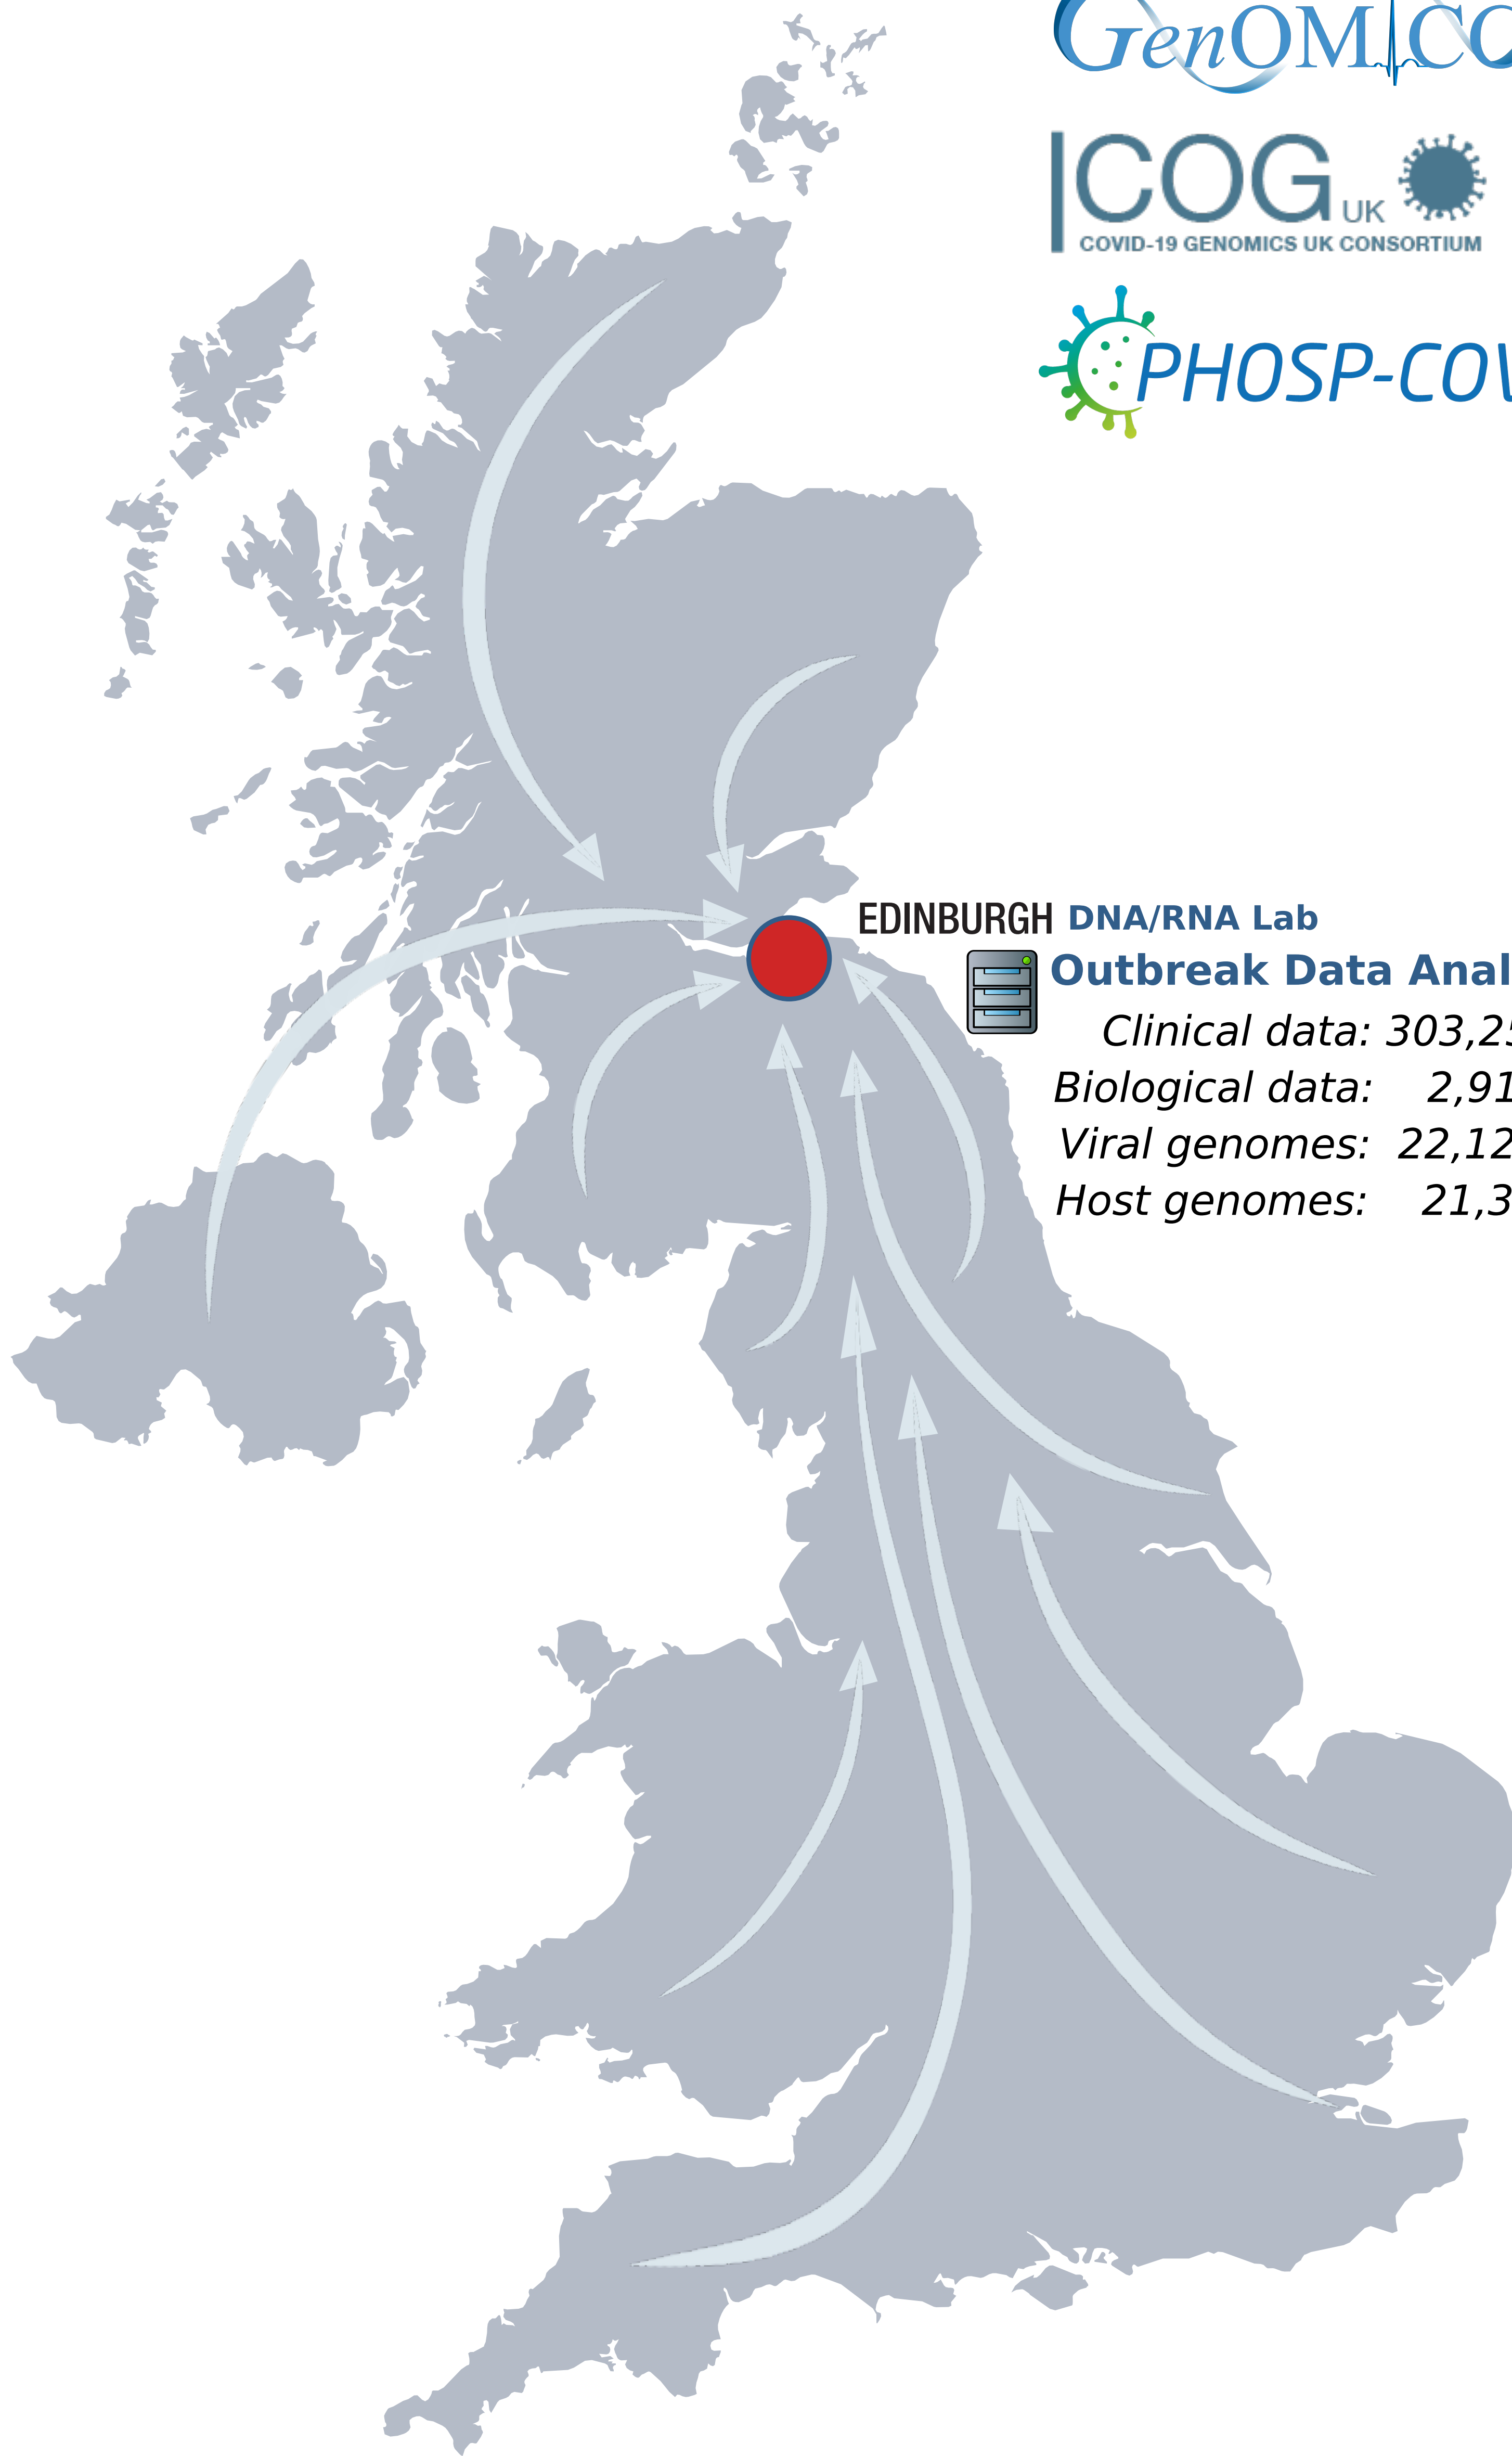 GenOMICC
COG UK
COVID-19 GENOMICS UK CONSORTIUM
PHOSP-COV
EDINBURGH DNA/RNA Lab
Outbreak Data Anal
Clinical data: 303,25
Biological data: 2,91
Viral genomes: 22,12
Host genomes: 21,3